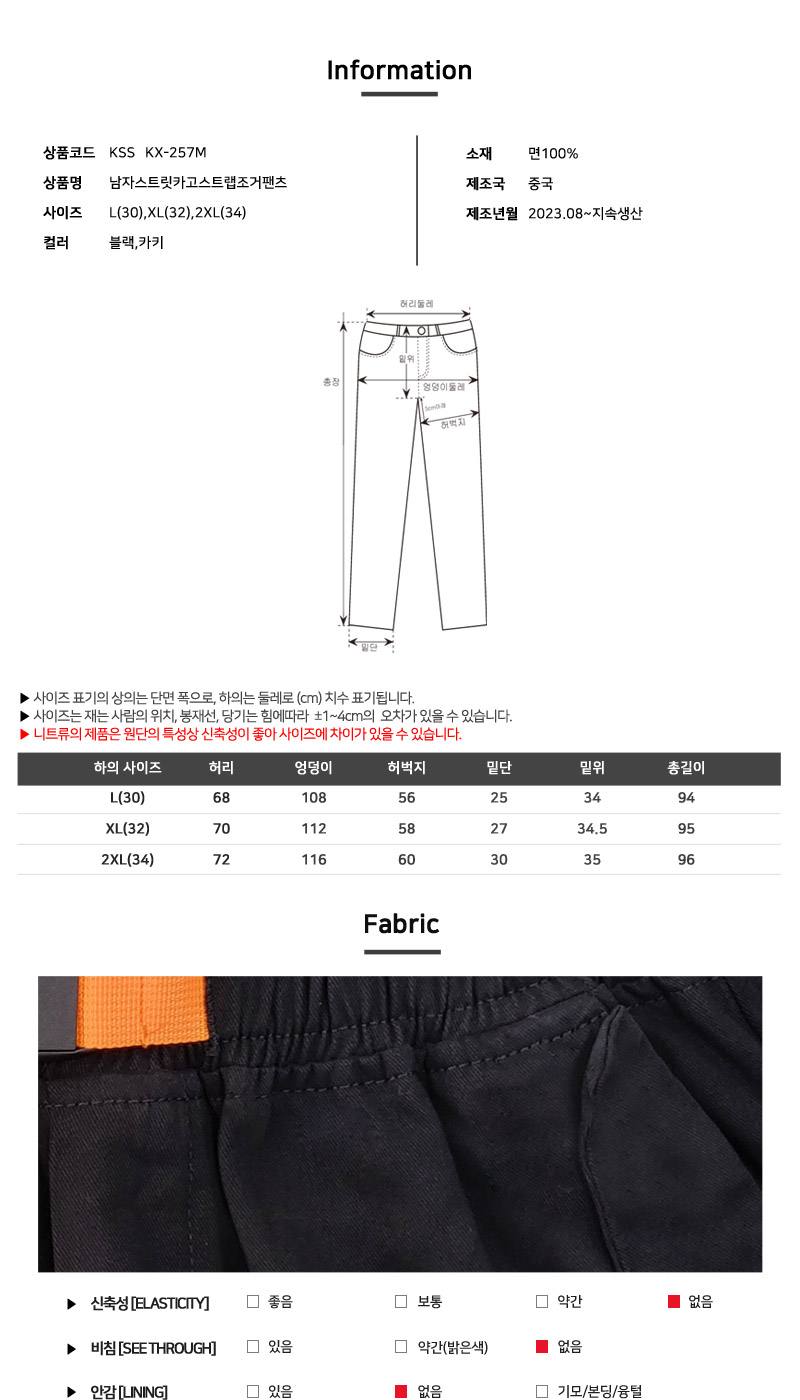 Information
상품코드 KSS KX-257M
상품명 남자스트릿카고스트랩조거팬츠
사이즈 L(30),XL(32),2XL(34)
컬러 블랙,카키
소재 면100%
제조국 중국
제조년월 2023.08~지속생산
허리둘레
밑위
총장
엉덩이둘레
5cm아래
허벅지
밑단
▶ 사이즈 표기의 상의는 단면 폭으로, 하의는 둘레로 (cm) 치수 표기됩니다.
▶ 사이즈는 재는 사람의 위치, 봉재선, 당기는 힘에따라 ±1~4cm의 오차가 있을 수 있습니다.
▶ 니트류의 제품은 원단의 특성상 신축성이 좋아 사이즈에 차이가 있을 수 있습니다.
하의 사이즈 허리 엉덩이 허벅지 밑단 밑위 총길이
L(30) 68 108 56 25 34 94
XL(32) 70 112 58 27 34.5 95
2XL(34) 72 116 60 30 35 96
Fabric
▶ 신축성 [ELASTICITY] □ 좋음 □ 보통 □ 약간 ■ 없음
▶ 비침 [SEE THROUGH] □ 있음 □ 약간(밝은색) ■ 없음
▶ 안감 [LINING] □ 있음 ■ 없음 □ 기모/본딩/융털